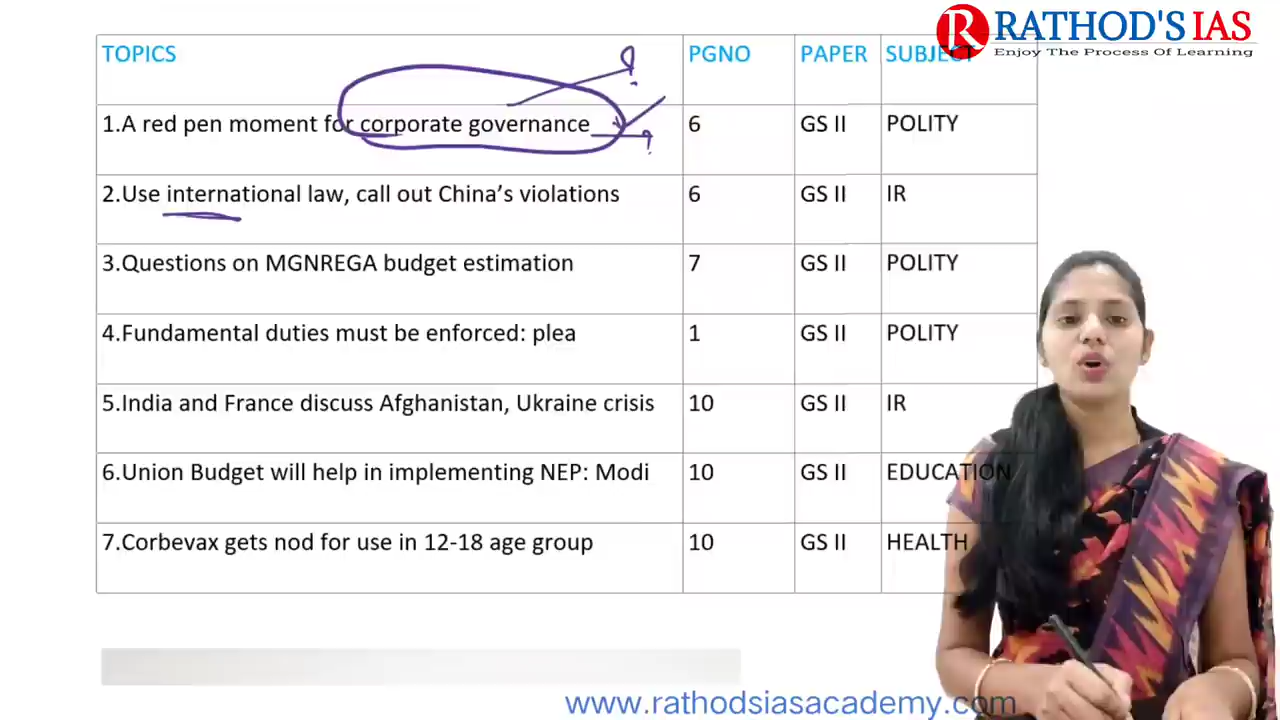 RATHOD'S IAS
Enjoy The Process Of Learning
TOPICS PGNO PAPER SUBJECT
1.A red pen moment for corporate governance 6 GS II POLITY
2.Use international law, call out China’s violations 6 GS II IR
3.Questions on MGNREGA budget estimation 7 GS II POLITY
4.Fundamental duties must be enforced: plea 1 GS II POLITY
5.India and France discuss Afghanistan, Ukraine crisis 10 GS II IR
6.Union Budget will help in implementing NEP: Modi 10 GS II EDUCATION
7.Corbevax gets nod for use in 12-18 age group 10 GS II HEALTH
www.rathodsiasacademy.com